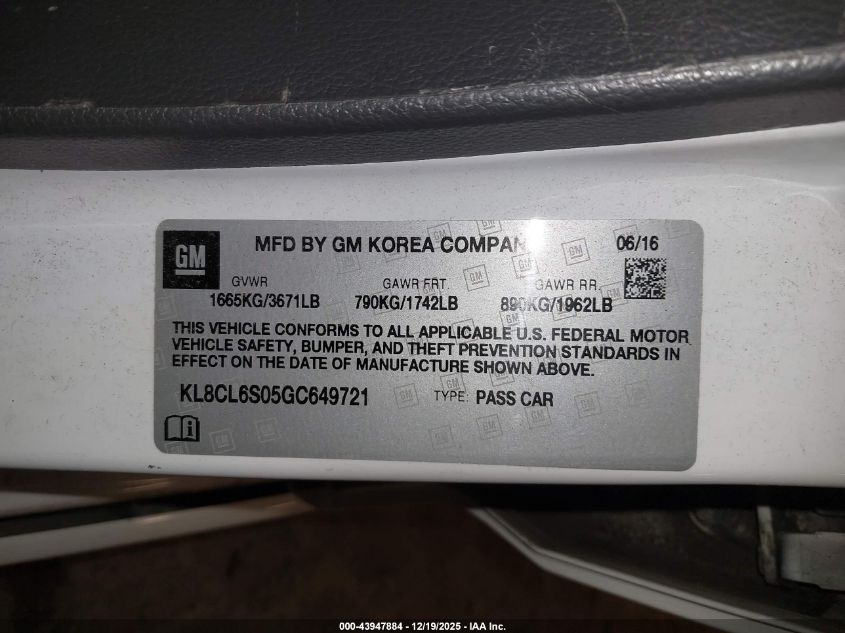 GM
MFD BY GM KOREA COMPAN
06/16
GVWR
GAWR FRT.
GAWR RR.
1665KG/3671LB
790KG/1742LB
890KG/1962LB
THIS VEHICLE CONFORMS TO ALL APPLICABLE U.S. FEDERAL MOTOR
VEHICLE SAFETY, BUMPER, AND THEFT PREVENTION STANDARDS IN
EFFECT ON THE DATE OF MANUFACTURE SHOWN ABOVE.
KL8CL6S05GC649721
TYPE: PASS CAR
000-43947884 - 12/19/2025 - IAA Inc.